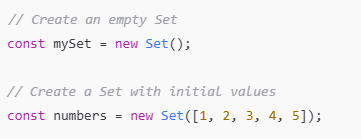 // Create an empty Set
const mySet = new Set();
// Create a Set with initial values
const numbers = new Set([1, 2, 3, 4, 5]);